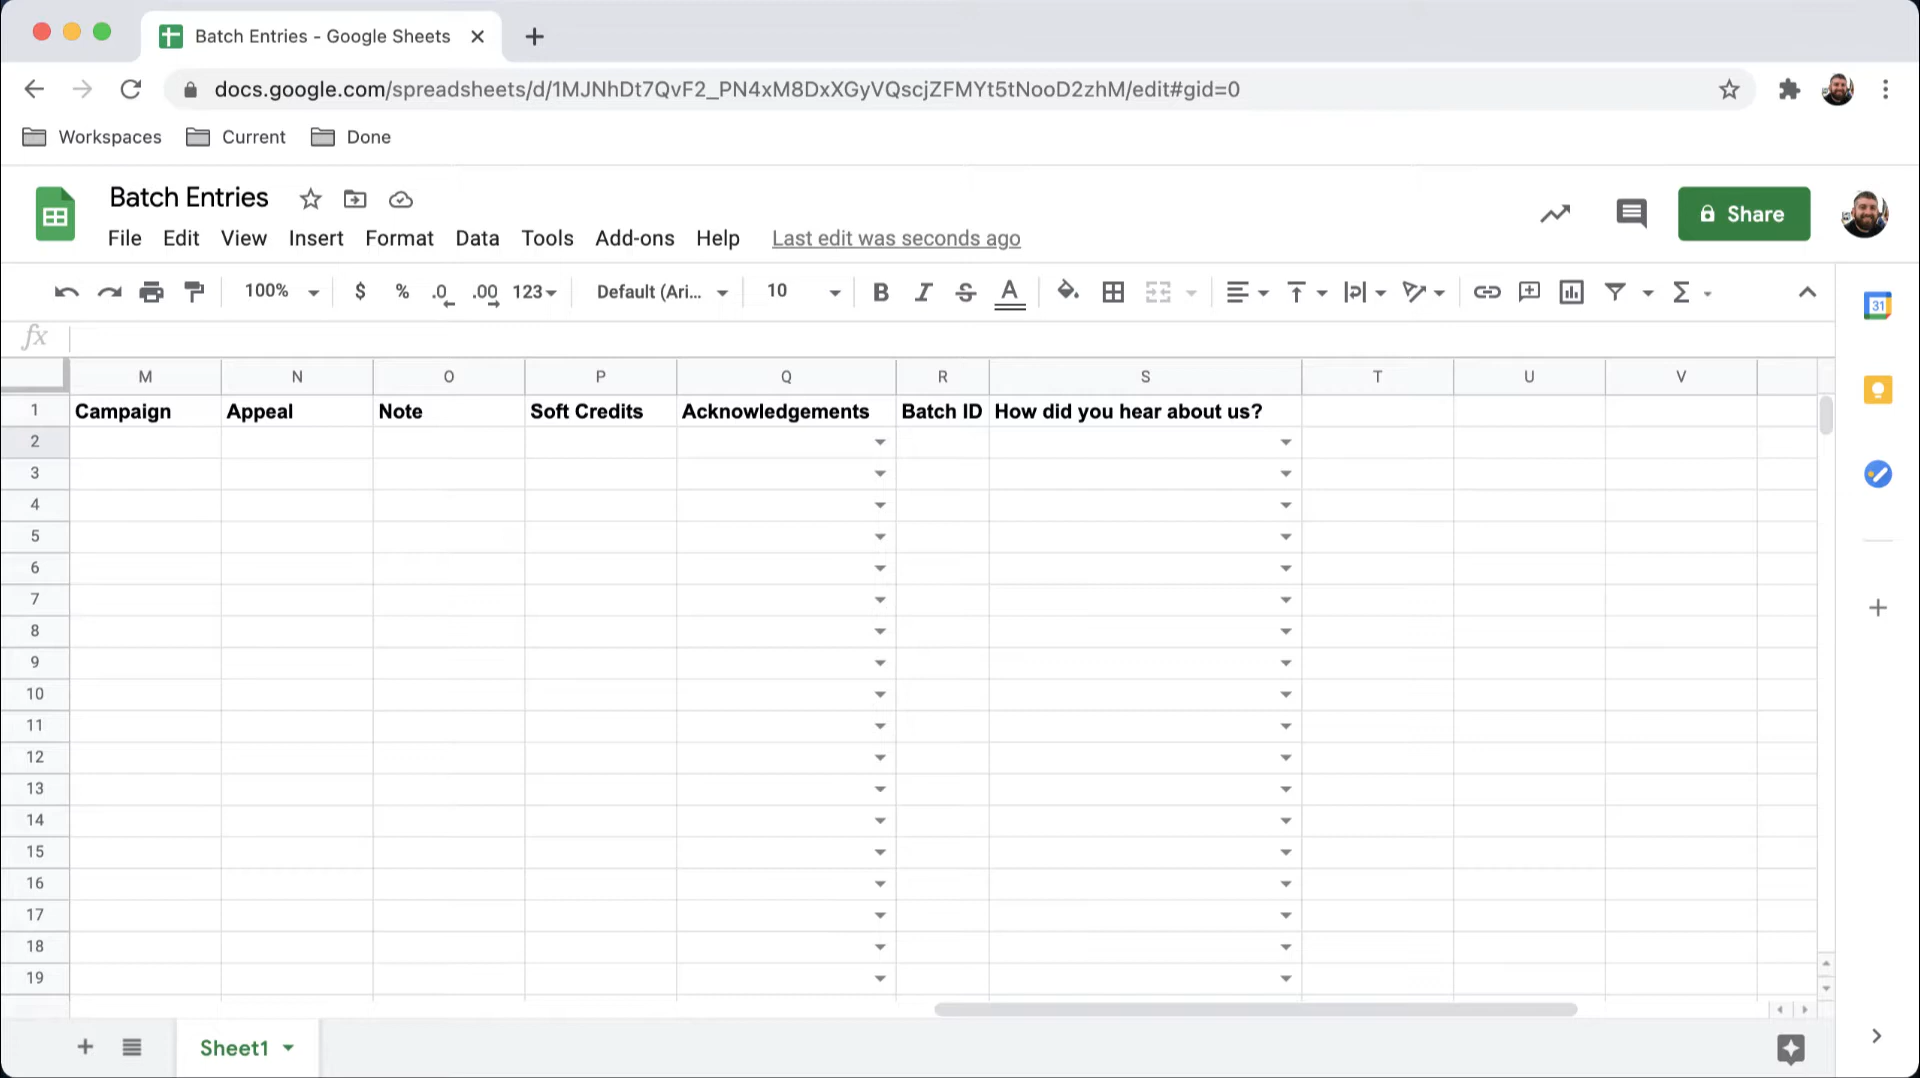 Batch Entries - Google Sheets
docs.google.com/spreadsheets/d/1MJNhDt7QvF2_PN4xM8DxXGyVQscjZFMYt5tNooD2zhM/edit#gid=0
Workspaces Current Done
Batch Entries
Share
File Edit View Insert Format Data Tools Add-ons Help Last edit was seconds ago
100% $ % .0 .00 123 Default (Ari... 10 B I S A Σ
31
fx
M N O P Q R S T U V
1 Campaign Appeal Note Soft Credits Acknowledgements Batch ID How did you hear about us?
2
3
4
5
6
7
8
9
10
11
12
13
14
15
16
17
18
19
Sheet1